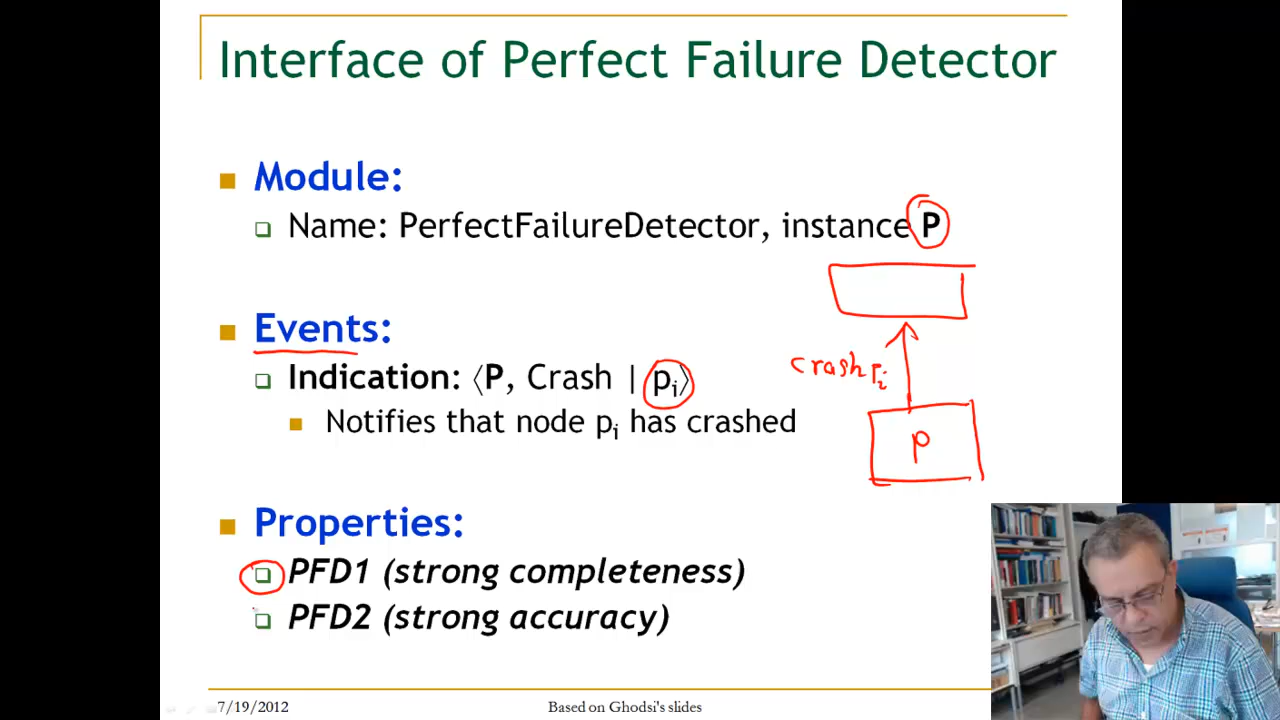 Interface of Perfect Failure Detector
Module:
Name: PerfectFailureDetector, instance P
Events:
Indication: ⟨P, Crash | pi⟩
Notifies that node pi has crashed
crash pi
p
Properties:
PFD1 (strong completeness)
PFD2 (strong accuracy)
7/19/2012
Based on Ghodsi's slides